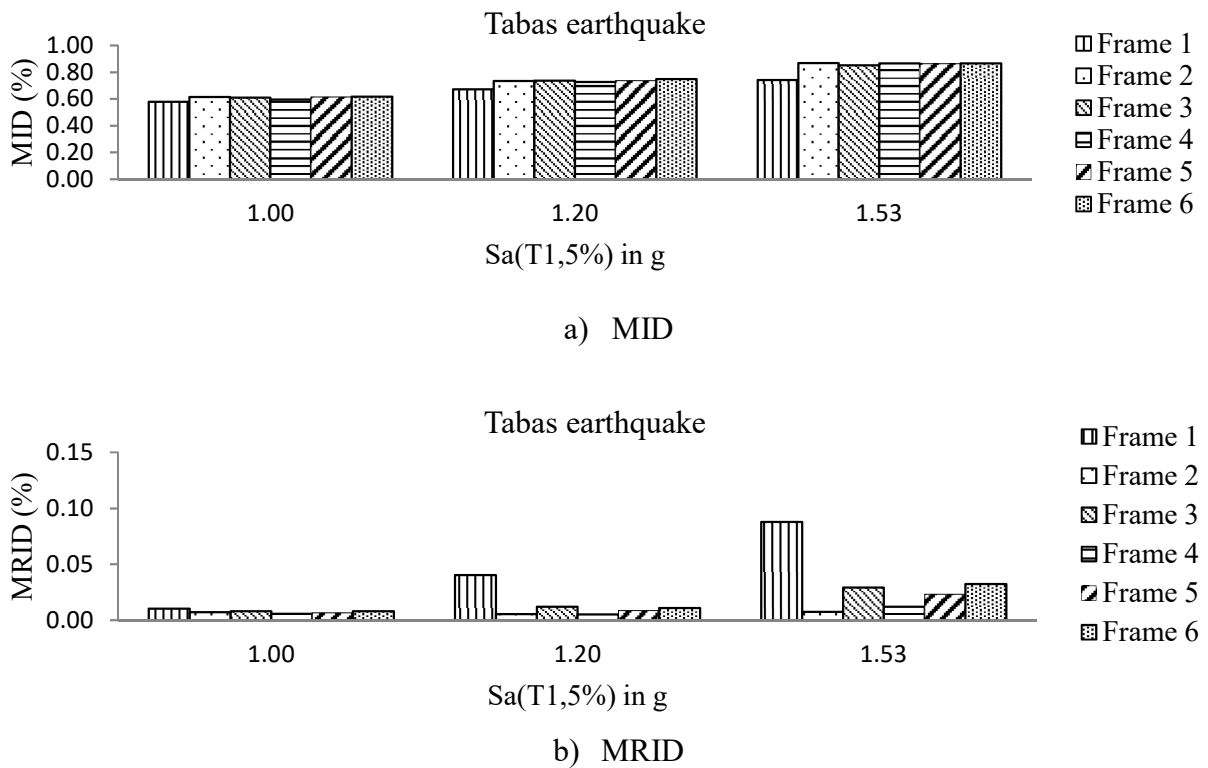 Tabas earthquake
MID (%)
1.00
0.80
0.60
0.40
0.20
0.00
1.00 1.20 1.53
Sa(T1,5%) in g
Frame 1
Frame 2
Frame 3
Frame 4
Frame 5
Frame 6
a) MID
Tabas earthquake
MRID (%)
0.15
0.10
0.05
0.00
1.00 1.20 1.53
Sa(T1,5%) in g
Frame 1
Frame 2
Frame 3
Frame 4
Frame 5
Frame 6
b) MRID